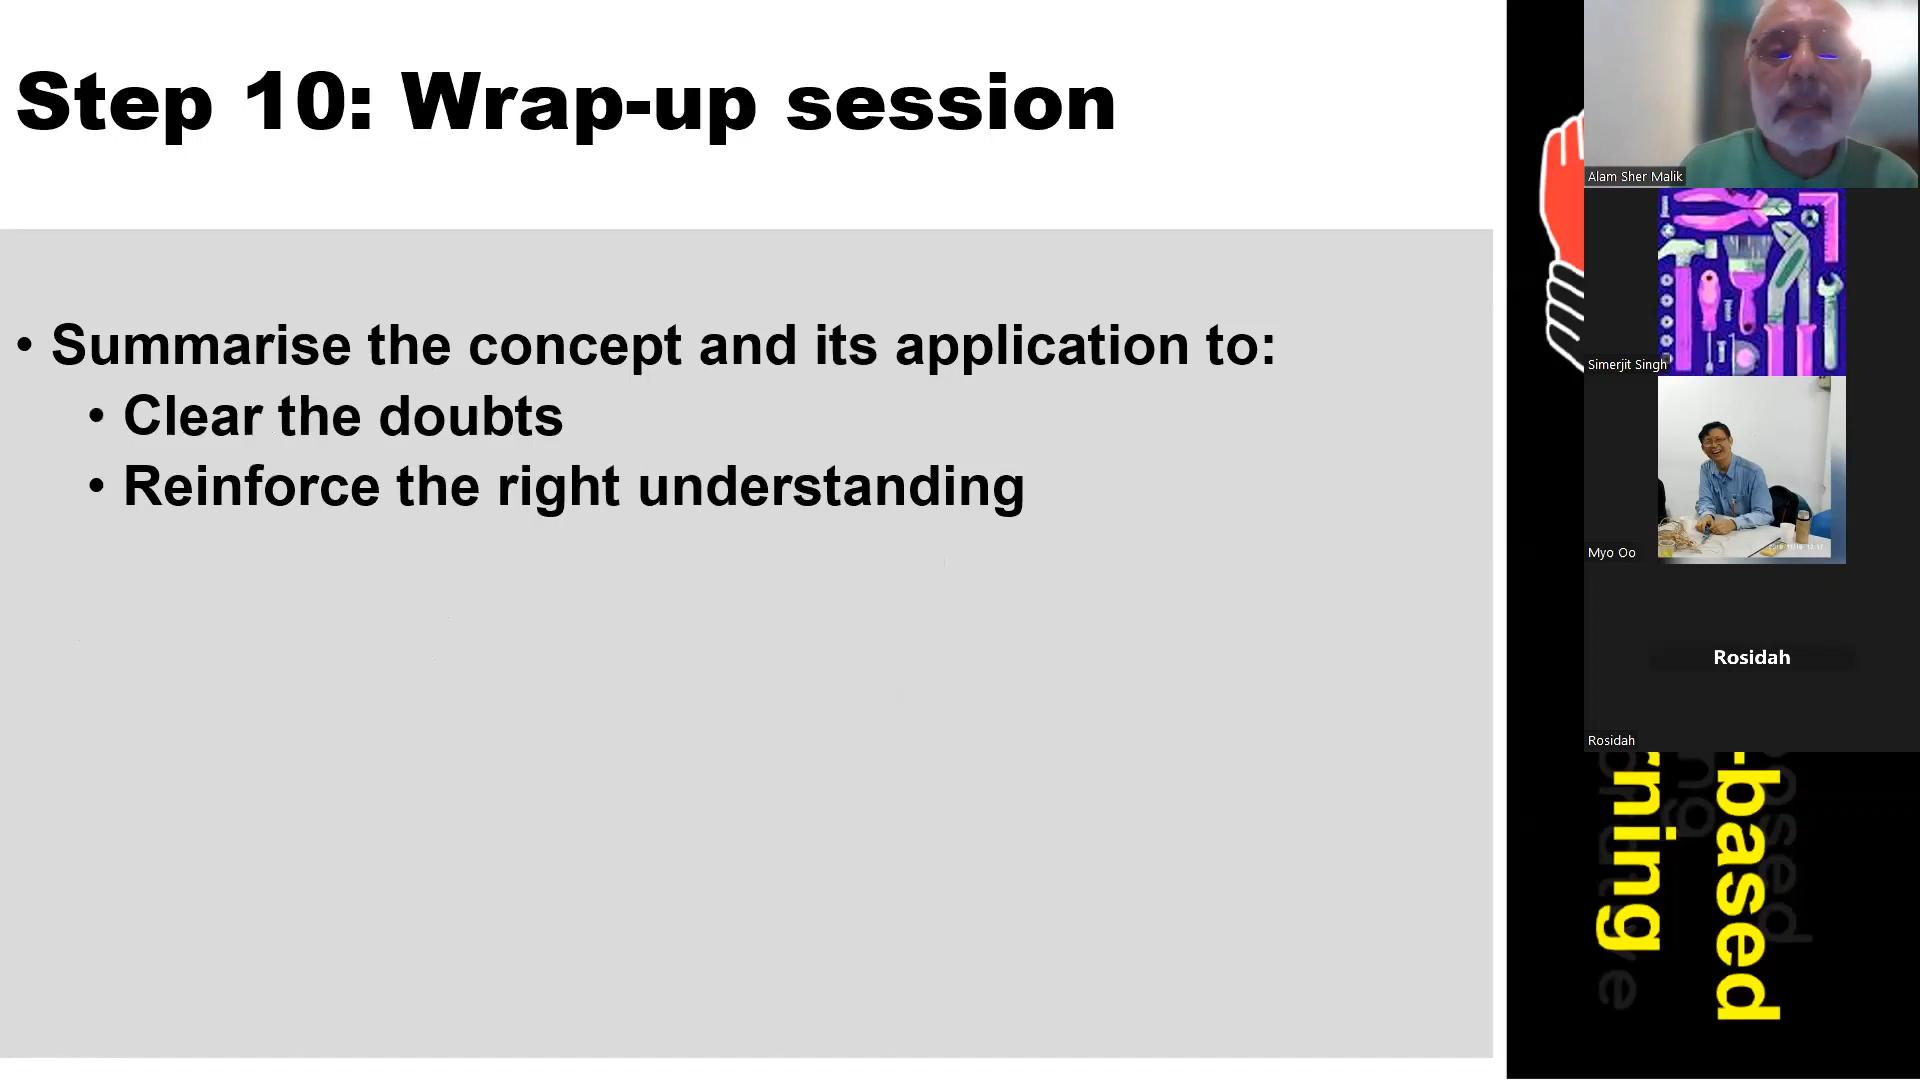 Step 10: Wrap-up session
• Summarise the concept and its application to:
• Clear the doubts
• Reinforce the right understanding
Alam Sher Malik
Simerjit Singh
Myo Oo
Rosidah
Rosidah
-based
rning